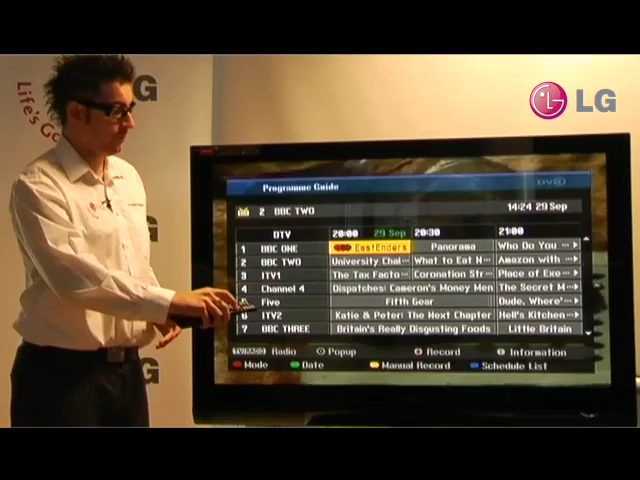 LG
Life's Go
G
LG
Programme Guide
DVB
2 BBC TWO
14:24 29 Sep
DTV 20:00 29 Sep 20:30 21:00
1 BBC ONE EastEnders Panorama Who Do You ···
2 BBC TWO University Chal··· What to Eat N··· Amazon with ···
3 ITV1 The Tax Facto··· Coronation Str··· Place of Exe···
4 Channel 4 Dispatches: Cameron's Money Men The Secret M···
Five Fifth Gear Dude, Where'···
6 ITV2 Katie & Peter: The Next Chapter Hell's Kitchen
7 BBC THREE Britain's Really Disgusting Foods Little Britain
TV/RADIO Radio Popup Record Information
Mode Date Manual Record Schedule List